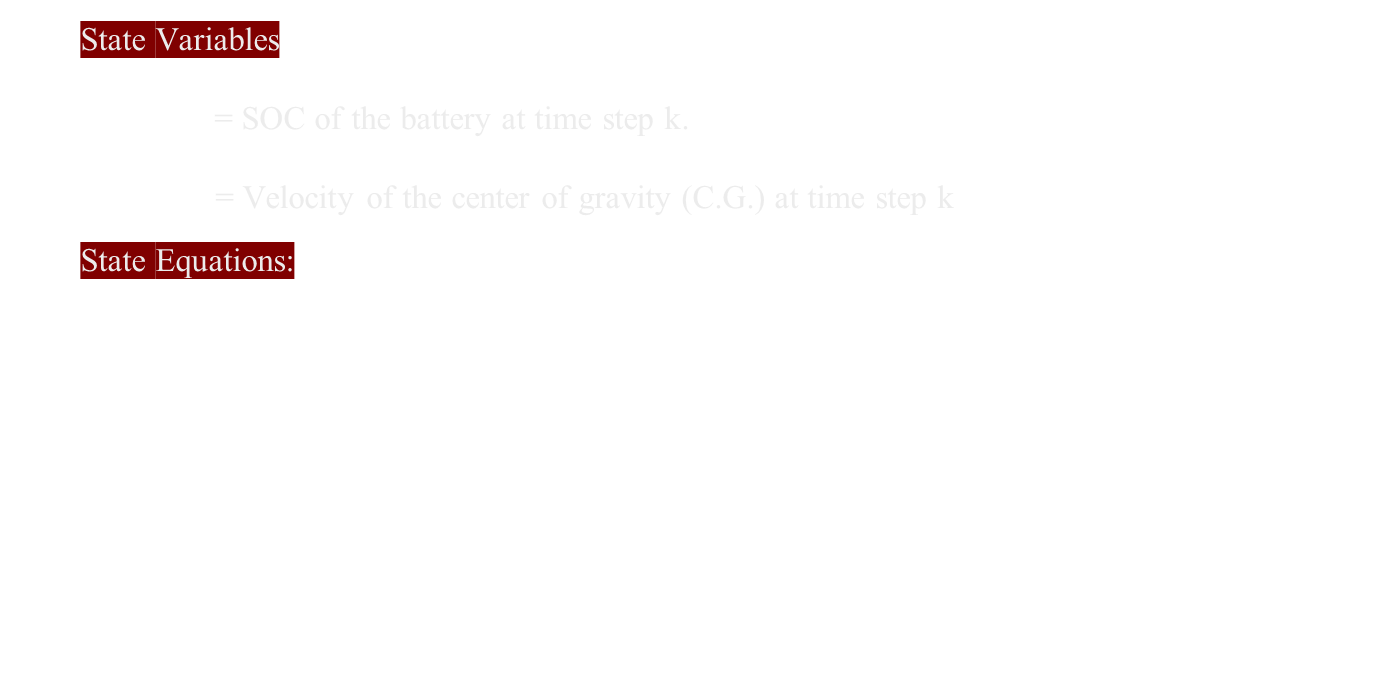 State Variables
= SOC of the battery at time step k.
= Velocity of the center of gravity (C.G.) at time step k
State Equations: